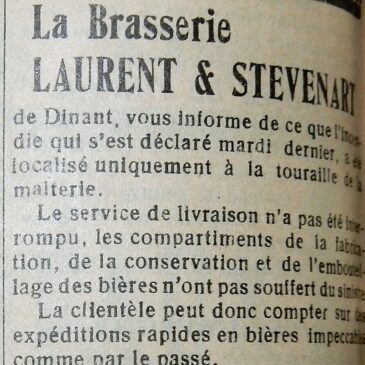 La Brasserie
LAURENT & STEVENART
de Dinant, vous informe de ce que l'incen-
die qui s'est déclaré mardi dernier, a été
localisé uniquement à la touraille de la
malterie.
Le service de livraison n'a pas été inter-
rompu, les compartiments de la fabrica-
tion, de la conservation et de l'embouteil-
lage des bières n'ont pas souffert du sinistre
La clientèle peut donc compter sur des
expéditions rapides en bières impeccables
comme par le passé.